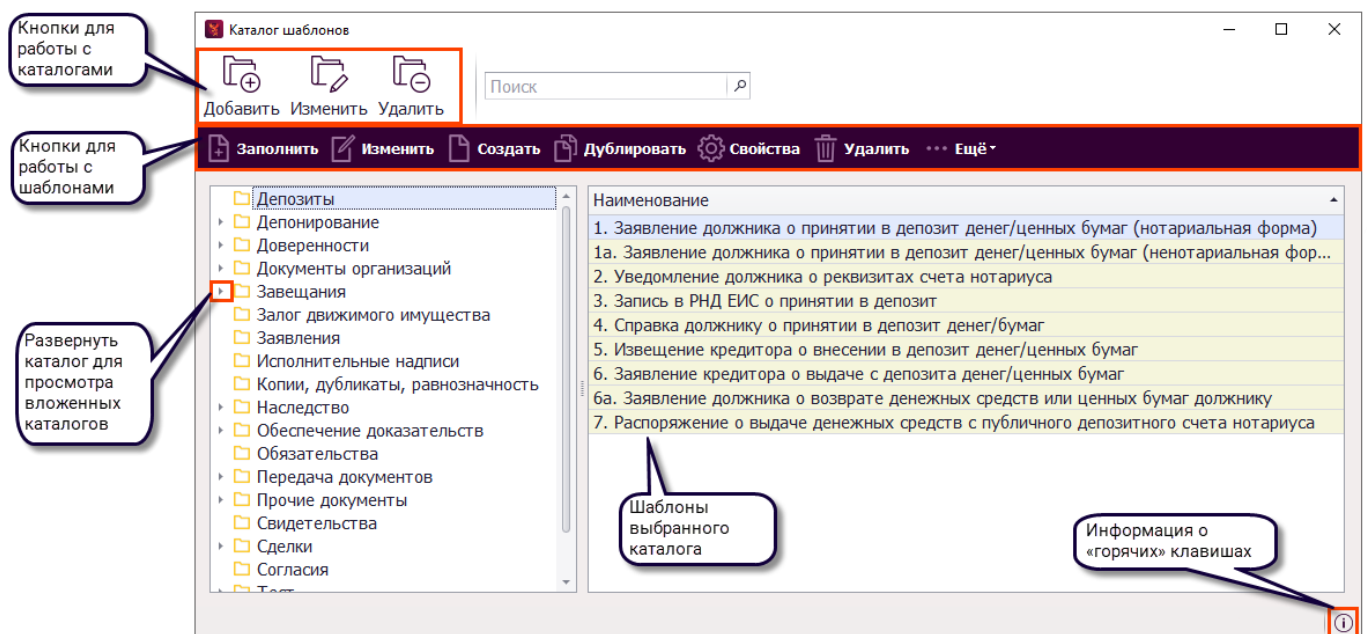 Кнопки для
работы с
каталогами
Каталог шаблонов
Добавить Изменить Удалить
Поиск
Кнопки для
работы с
шаблонами
Заполнить Изменить Создать Дублировать Свойства Удалить ··· Ещё
Депозиты
Депонирование
Доверенности
Документы организаций
Завещания
Залог движимого имущества
Заявления
Исполнительные надписи
Копии, дубликаты, равнозначность
Наследство
Обеспечение доказательств
Обязательства
Передача документов
Прочие документы
Свидетельства
Сделки
Согласия
Развернуть
каталог для
просмотра
вложенных
каталогов
Наименование
1. Заявление должника о принятии в депозит денег/ценных бумаг (нотариальная форма)
1а. Заявление должника о принятии в депозит денег/ценных бумаг (ненотариальная фор...
2. Уведомление должника о реквизитах счета нотариуса
3. Запись в РНД ЕИС о принятии в депозит
4. Справка должнику о принятии в депозит денег/бумаг
5. Извещение кредитора о внесении в депозит денег/ценных бумаг
6. Заявление кредитора о выдаче с депозита денег/ценных бумаг
6а. Заявление должника о возврате денежных средств или ценных бумаг должнику
7. Распоряжение о выдаче денежных средств с публичного депозитного счета нотариуса
Шаблоны
выбранного
каталога
Информация о
«горячих» клавишах